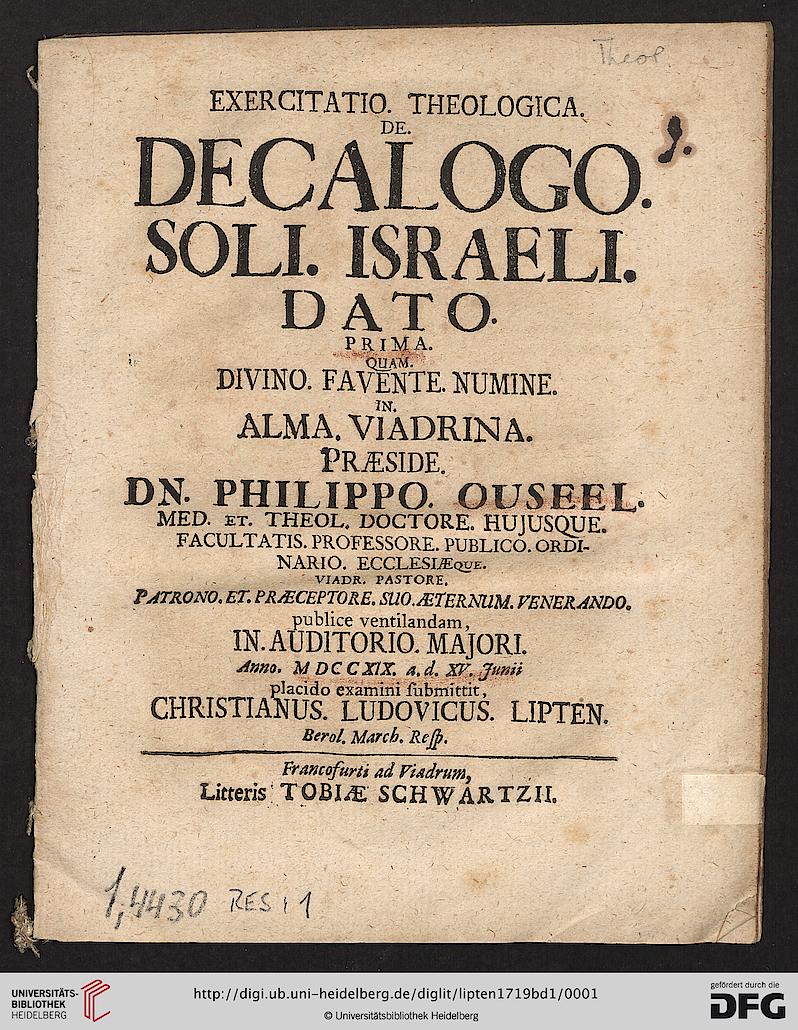 Theol.
EXERCITATIO. THEOLOGICA.
DE.
DECALOGO.
SOLI. ISRAELI.
DATO.
PRIMA.
QUAM.
DIVINO. FAVENTE. NUMINE.
IN.
ALMA. VIADRINA.
PRÆSIDE.
DN. PHILIPPO. OUSEEL.
MED. ET. THEOL. DOCTORE. HUJUSQUE.
FACULTATIS. PROFESSORE. PUBLICO. ORDI-
NARIO. ECCLESIÆQUE.
VIADR. PASTORE.
PATRONO. ET. PRÆCEPTORE. SUO. ÆTERNUM. VENERANDO.
publice ventilandam,
IN. AUDITORIO. MAJORI.
Anno. MDCCXIX. a. d. XV. Junii
placido examini ſubmittit,
CHRISTIANUS. LUDOVICUS. LIPTEN.
Berol. March. Reſp.
Francofurti ad Viadrum,
Litteris TOBIÆ SCHWARTZII.
1,4430 RES:1
UNIVERSITÄTS-
BIBLIOTHEK
HEIDELBERG
http://digi.ub.uni-heidelberg.de/diglit/lipten1719bd1/0001
© Universitätsbibliothek Heidelberg
gefördert durch die
DFG